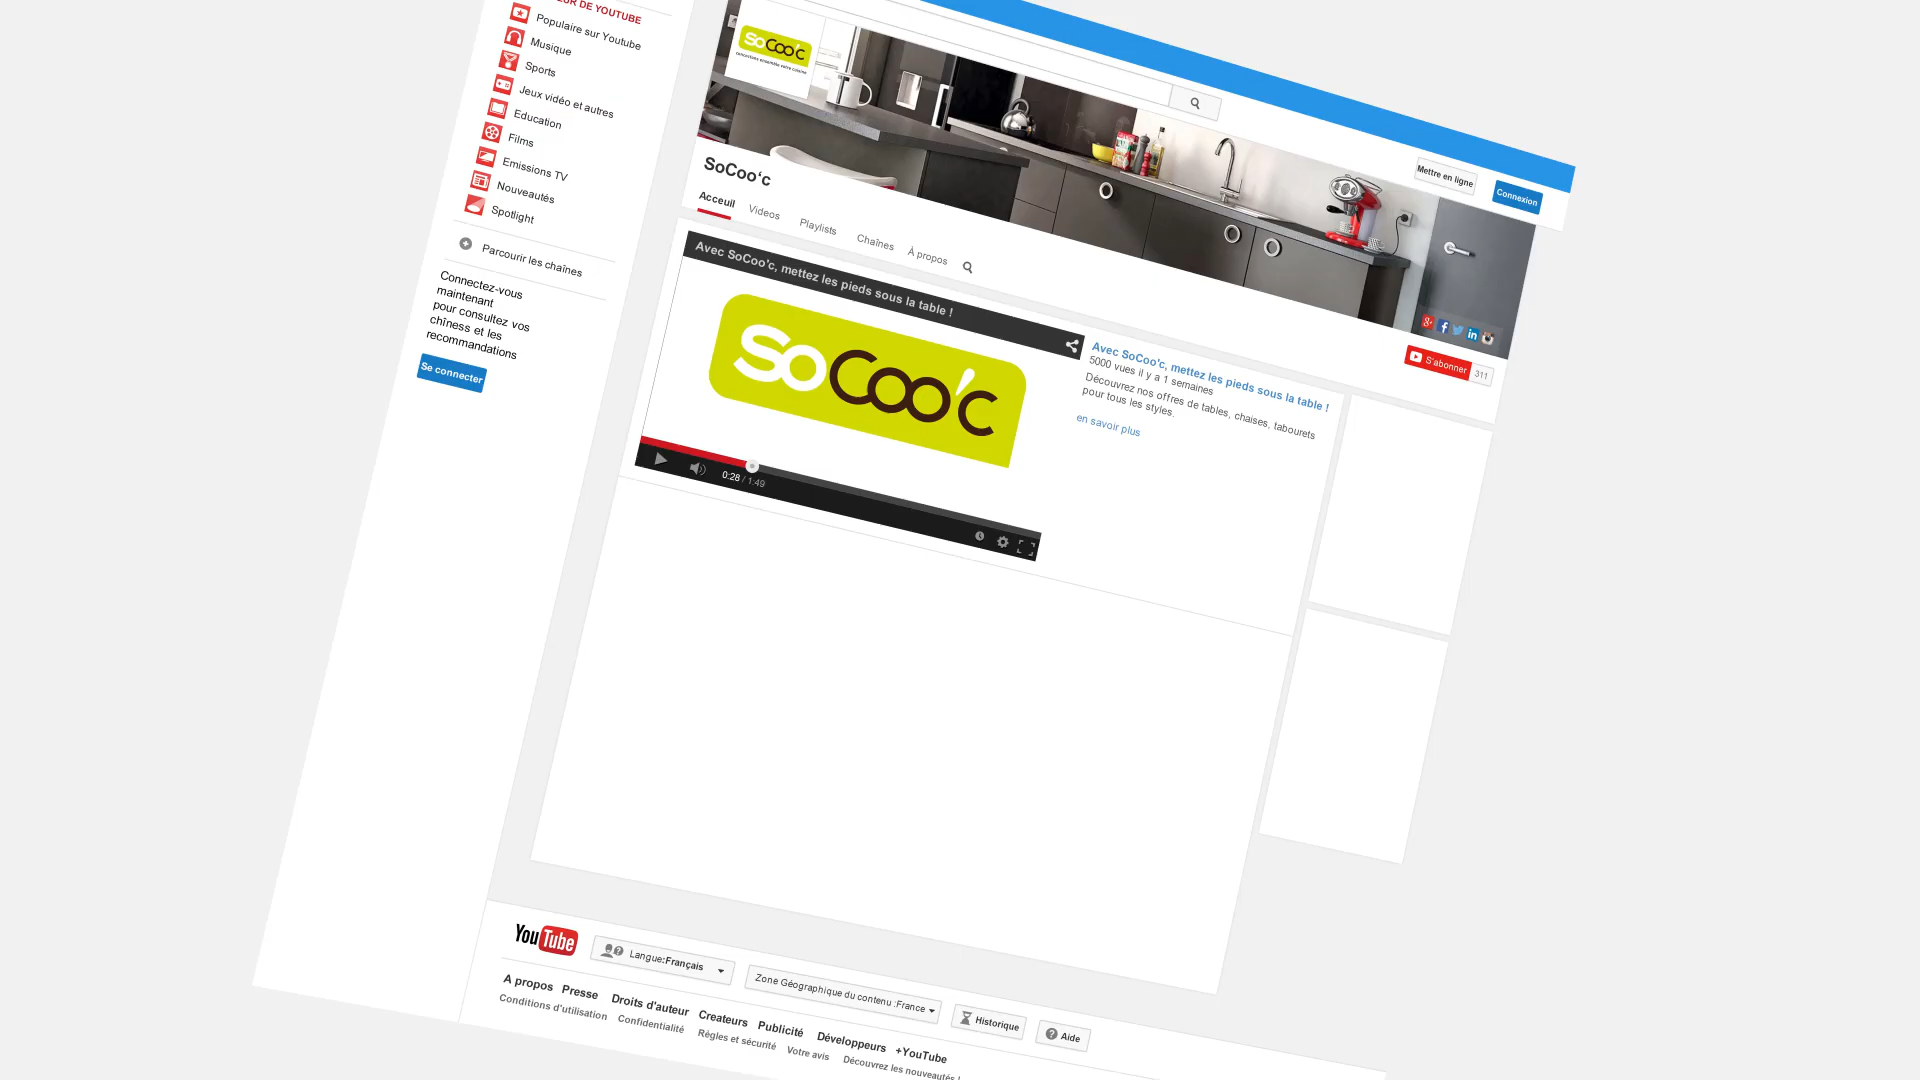 UR DE YOUTUBE
Populaire sur Youtube
Musique
Sports
Jeux vidéo et autres
Education
Films
Emissions TV
Nouveautés
Spotlight
Parcourir les chaînes
Connectez-vous
maintenant
pour consultez vos
chîness et les
recommandations
Se connecter
SoCoo'c
concevons ensemble votre cuisine
Mettre en ligne
Connexion
SoCoo‘c
Acceuil Videos Playlists Chaînes À propos
S'abonner 311
Avec SoCoo'c, mettez les pieds sous la table !
SoCoo'c
0:28 / 1:49
Avec SoCoo'c, mettez les pieds sous la table !
5000 vues il y a 1 semaines
Découvrez nos offres de tables, chaises, tabourets
pour tous les styles.
en savoir plus
YouTube
Langue:Français
Zone Géographique du contenu :France
Historique
Aide
A propos Presse Droits d'auteur Createurs Publicité Développeurs +YouTube
Conditions d'utilisation Confidentialité Règles et sécurité Votre avis Découvrez les nouveautés !